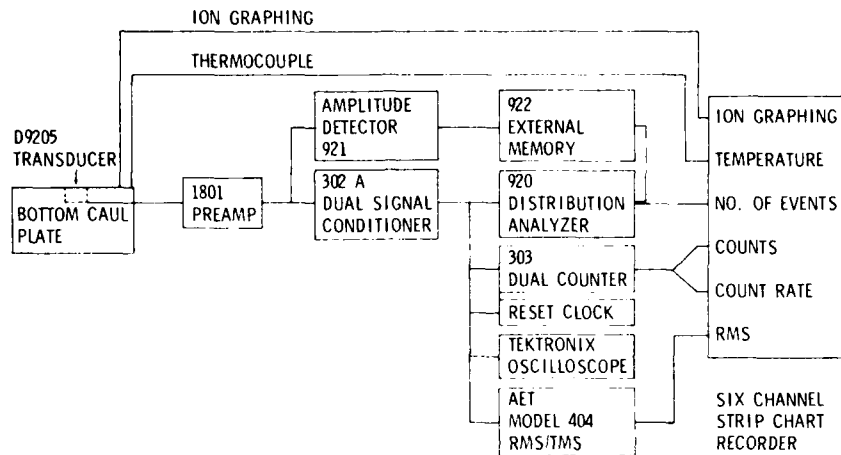 ION GRAPHING
THERMOCOUPLE
D9205
TRANSDUCER
BOTTOM CAUL
PLATE
1801
PREAMP
AMPLITUDE
DETECTOR
921
302 A
DUAL SIGNAL
CONDITIONER
922
EXTERNAL
MEMORY
920
DISTRIBUTION
ANALYZER
303
DUAL COUNTER
RESET CLOCK
TEKTRONIX
OSCILLOSCOPE
AET
MODEL 404
RMS/TMS
ION GRAPHING
TEMPERATURE
NO. OF EVENTS
COUNTS
COUNT RATE
RMS
SIX CHANNEL
STRIP CHART
RECORDER